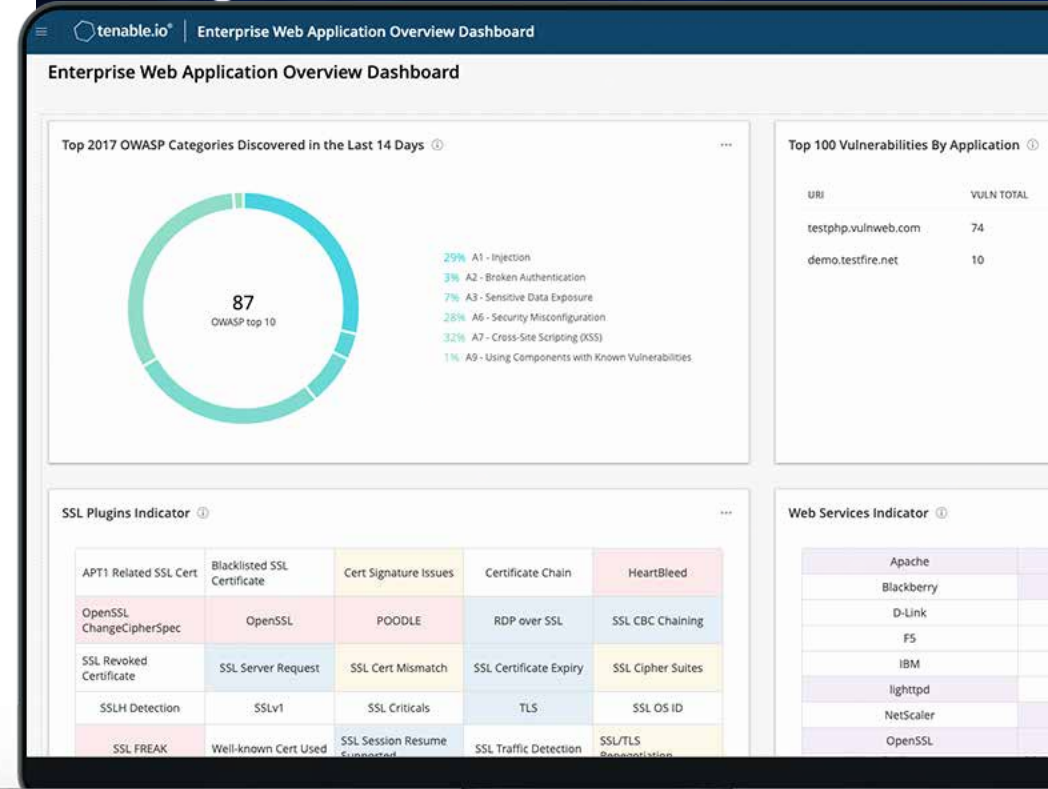 tenable.io® | Enterprise Web Application Overview Dashboard
Enterprise Web Application Overview Dashboard
Top 2017 OWASP Categories Discovered in the Last 14 Days
87
OWASP top 10
29% A1 - Injection
3% A2 - Broken Authentication
7% A3 - Sensitive Data Exposure
28% A6 - Security Misconfiguration
32% A7 - Cross-Site Scripting (XSS)
1% A9 - Using Components with Known Vulnerabilities
Top 100 Vulnerabilities By Application
URI VULN TOTAL
testphp.vulnweb.com 74
demo.testfire.net 10
SSL Plugins Indicator
APT1 Related SSL Cert
Blacklisted SSL
Certificate
Cert Signature Issues
Certificate Chain
HeartBleed
OpenSSL
ChangeCipherSpec
OpenSSL
POODLE
RDP over SSL
SSL CBC Chaining
SSL Revoked
Certificate
SSL Server Request
SSL Cert Mismatch
SSL Certificate Expiry
SSL Cipher Suites
SSLH Detection
SSLv1
SSL Criticals
TLS
SSL OS ID
SSL FREAK
Well-known Cert Used
SSL Session Resume
Supported
SSL Traffic Detection
SSL/TLS
Renegotiation
Web Services Indicator
Apache
Blackberry
D-Link
F5
IBM
lighttpd
NetScaler
OpenSSL